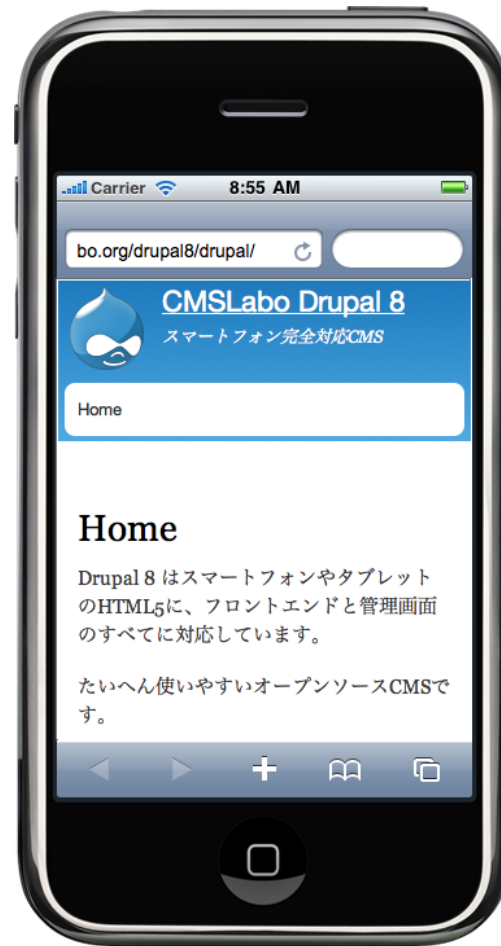 Carrier 8:55 AM
bo.org/drupal8/drupal/
CMSLabo Drupal 8
スマートフォン完全対応CMS
Home
Home
Drupal 8 はスマートフォンやタブレット
のHTML5に、フロントエンドと管理画面
のすべてに対応しています。
たいへん使いやすいオープンソースCMSで
す。